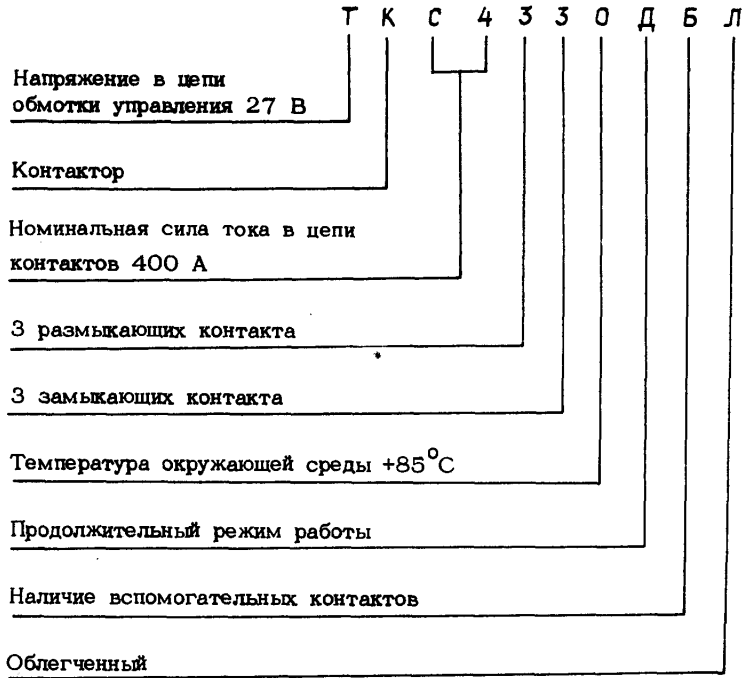 Т К С 4 3 3 0 Д Б Л
Напряжение в цепи
обмотки управления 27 В
Контактор
Номинальная сила тока в цепи
контактов 400 А
3 размыкающих контакта
3 замыкающих контакта
Температура окружающей среды +85°С
Продолжительный режим работы
Наличие вспомогательных контактов
Облегченный